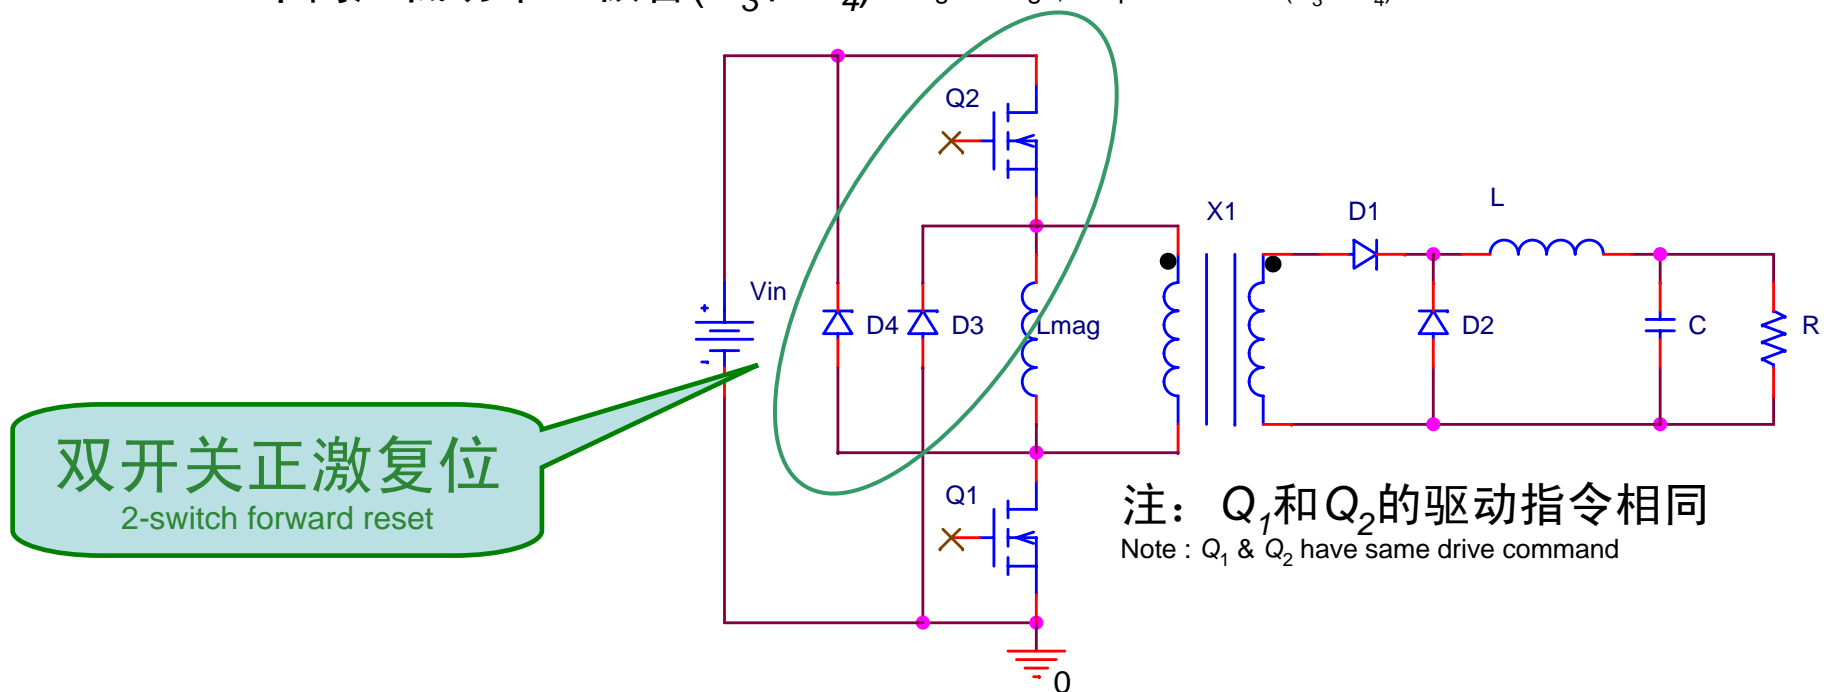 Q2
X1
D1
L
Vin
D4
D3
Lmag
D2
C
R
双开关正激复位
2-switch forward reset
Q1
注：Q1和Q2的驱动指令相同
Note : Q1 & Q2 have same drive command
0